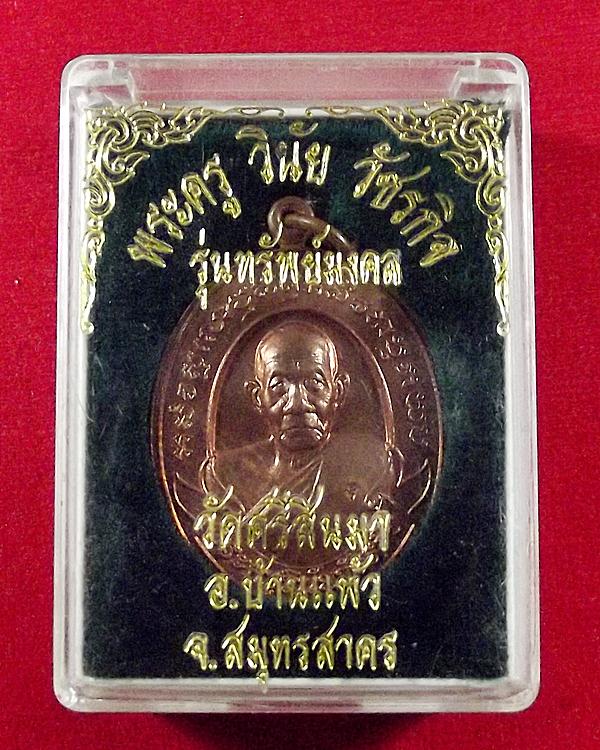 พระครู วินัย วัชรกิจ
รุ่นทรัพย์มงคล
วัดศรีสินมา
อ.บ้านแพ้ว
จ.สมุทรสาคร